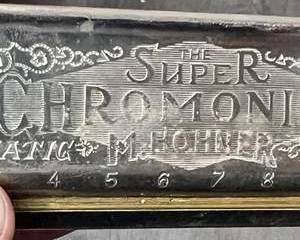 THE
SUPER
CHROMONI
ATIC M. HOHNER
4 5 6 7 8